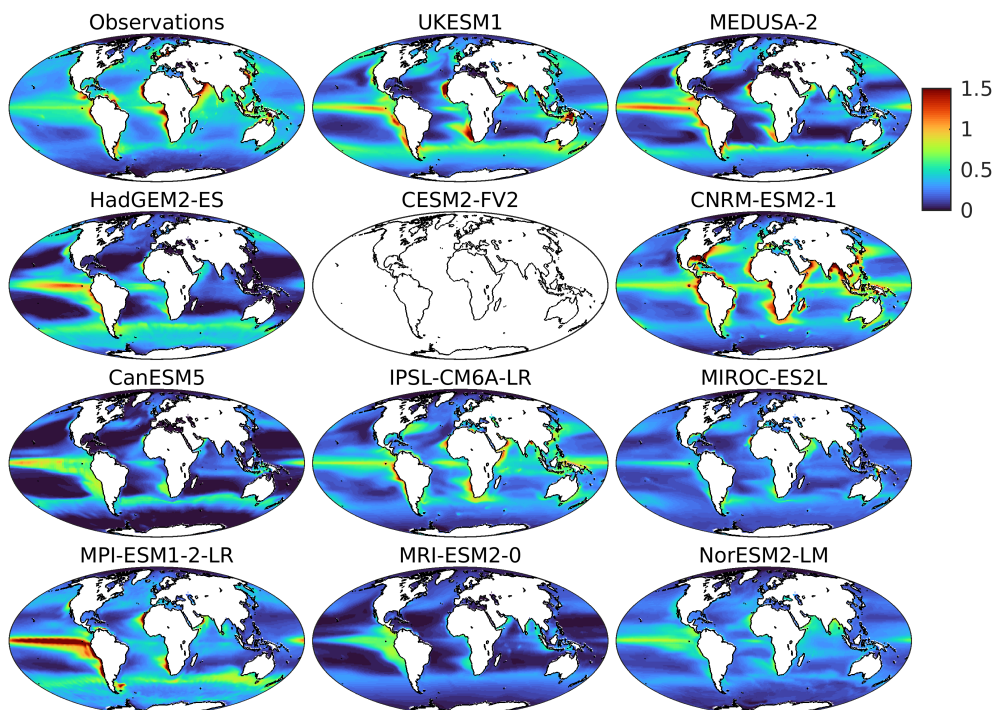 Observations
UKESM1
MEDUSA-2
1.5
1
0.5
0
HadGEM2-ES
CESM2-FV2
CNRM-ESM2-1
CanESM5
IPSL-CM6A-LR
MIROC-ES2L
MPI-ESM1-2-LR
MRI-ESM2-0
NorESM2-LM